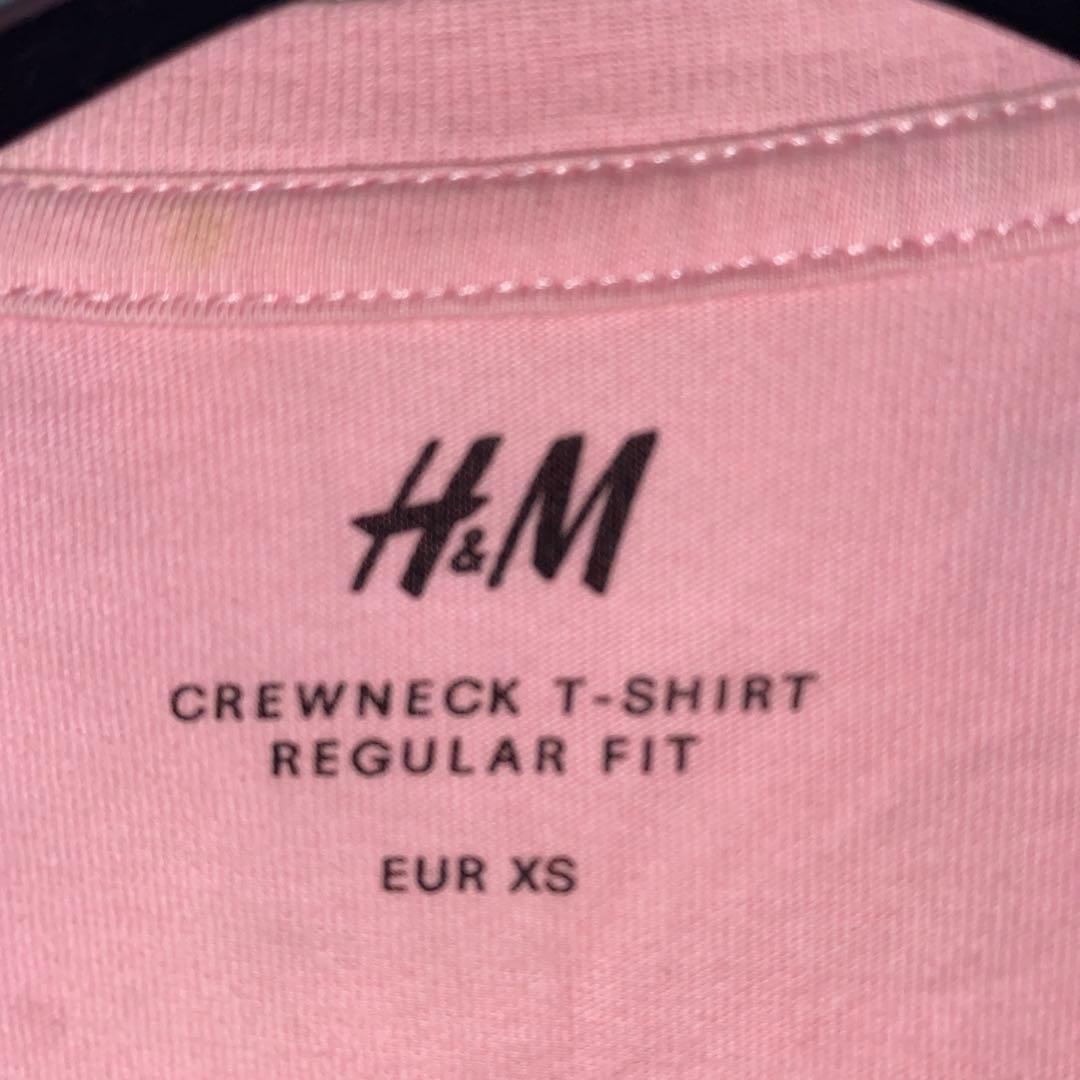 H&M
CREWNECK T-SHIRT
REGULAR FIT
EUR XS